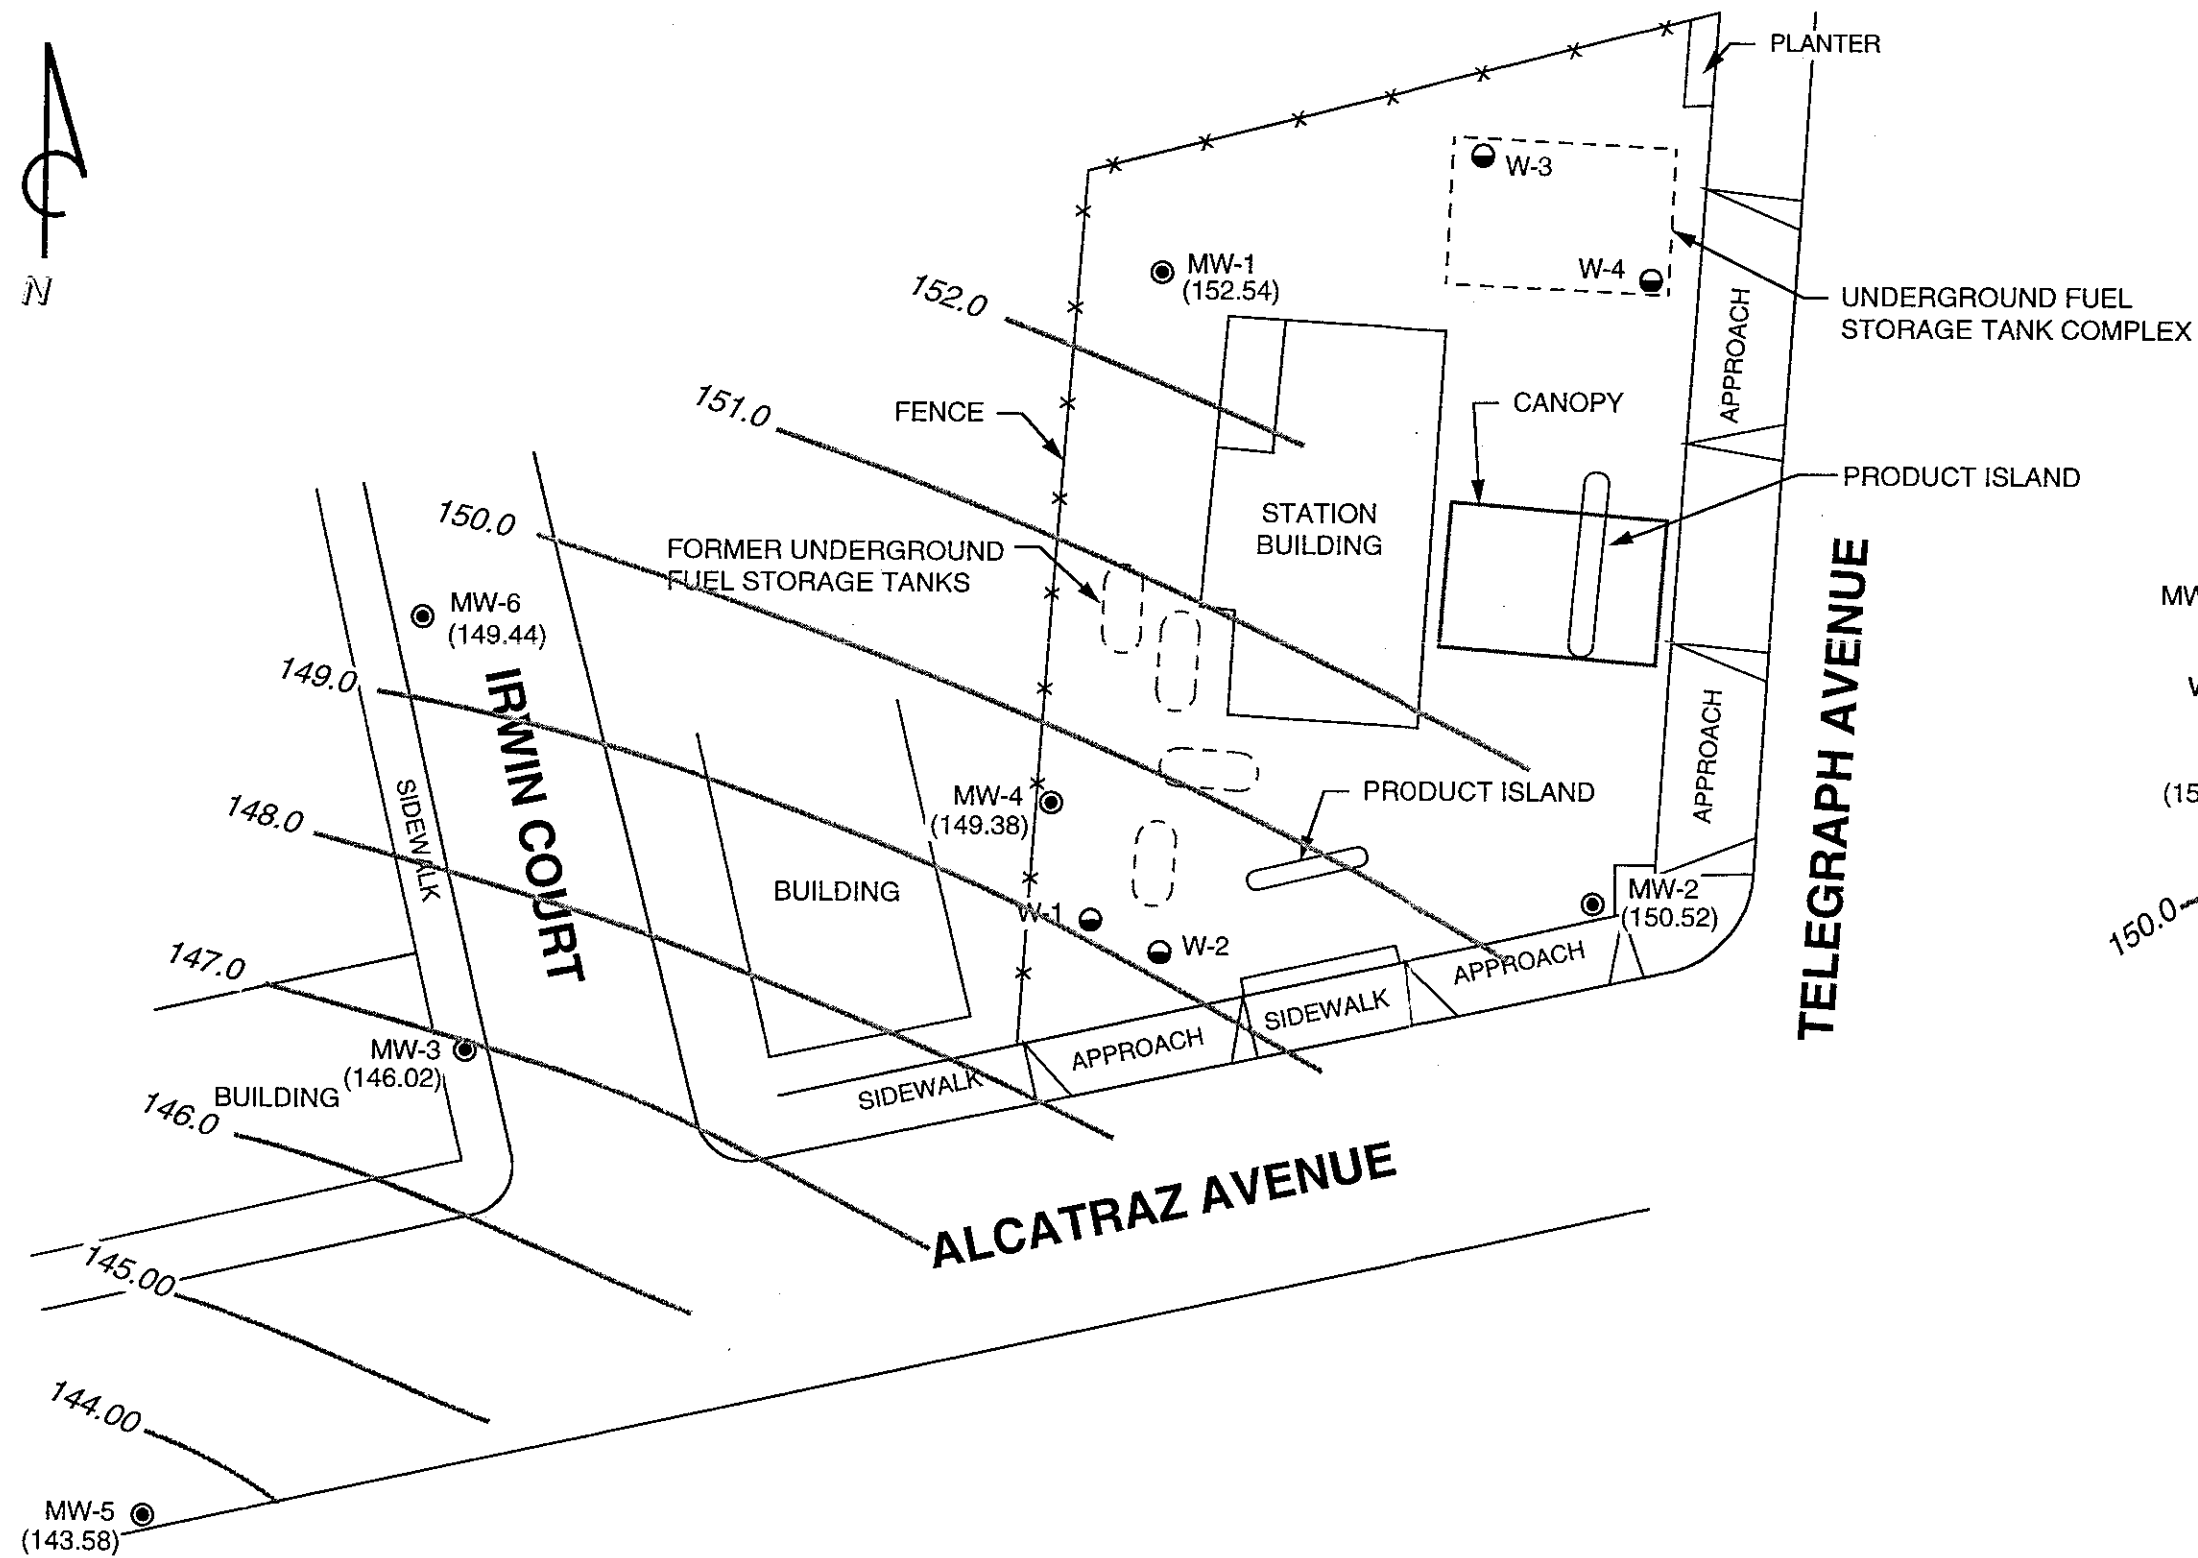 PLANTER
W-3
W-4
MW-1
(152.54)
152.0
UNDERGROUND FUEL
STORAGE TANK COMPLEX
APPROACH
151.0
FENCE
CANOPY
PRODUCT ISLAND
150.0
STATION
BUILDING
FORMER UNDERGROUND
FUEL STORAGE TANKS
MW-6
(149.44)
149.0
IRWIN COURT
SIDEWALK
TELEGRAPH AVENUE
APPROACH
148.0
MW-4
(149.38)
PRODUCT ISLAND
BUILDING
W-1
W-2
MW-2
(150.52)
APPROACH
SIDEWALK
APPROACH
SIDEWALK
147.0
MW-3
(146.02)
BUILDING
146.0
ALCATRAZ AVENUE
145.00
144.00
MW-5
(143.58)
N
MW
(15
150.0